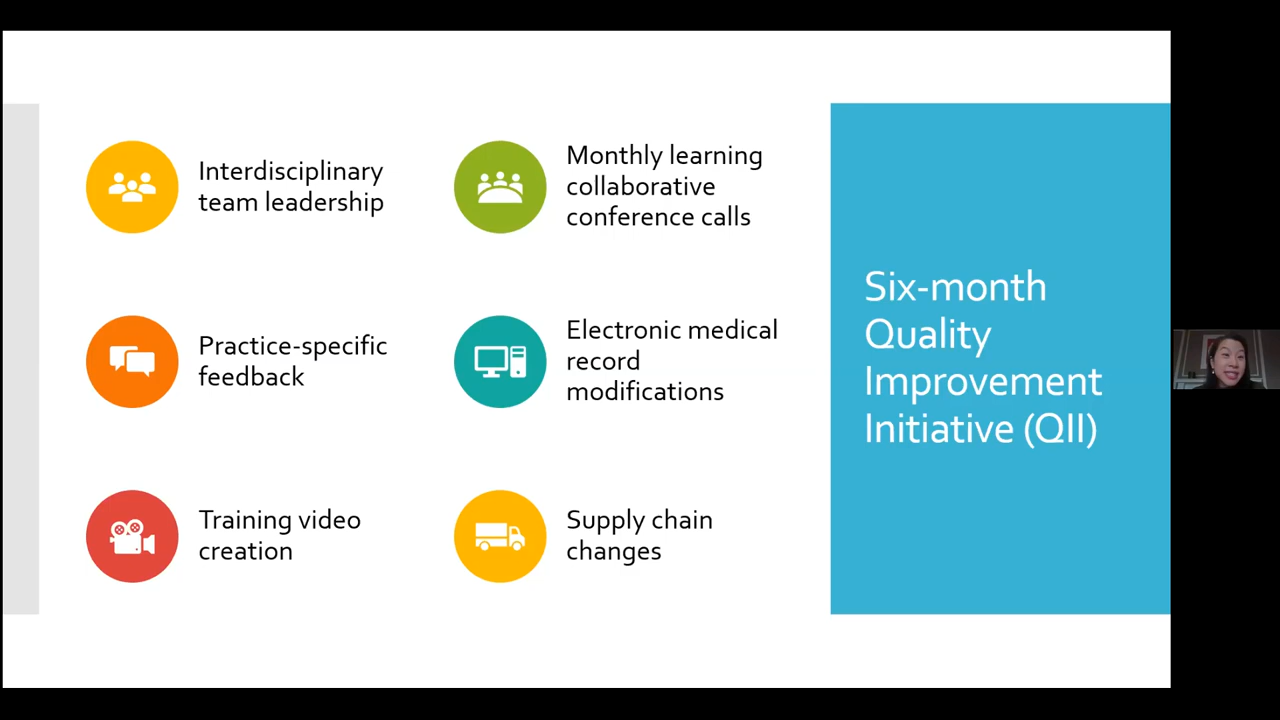 Interdisciplinary
team leadership
Monthly learning
collaborative
conference calls
Practice-specific
feedback
Electronic medical
record
modifications
Training video
creation
Supply chain
changes
Six-month
Quality
Improvement
Initiative (QII)